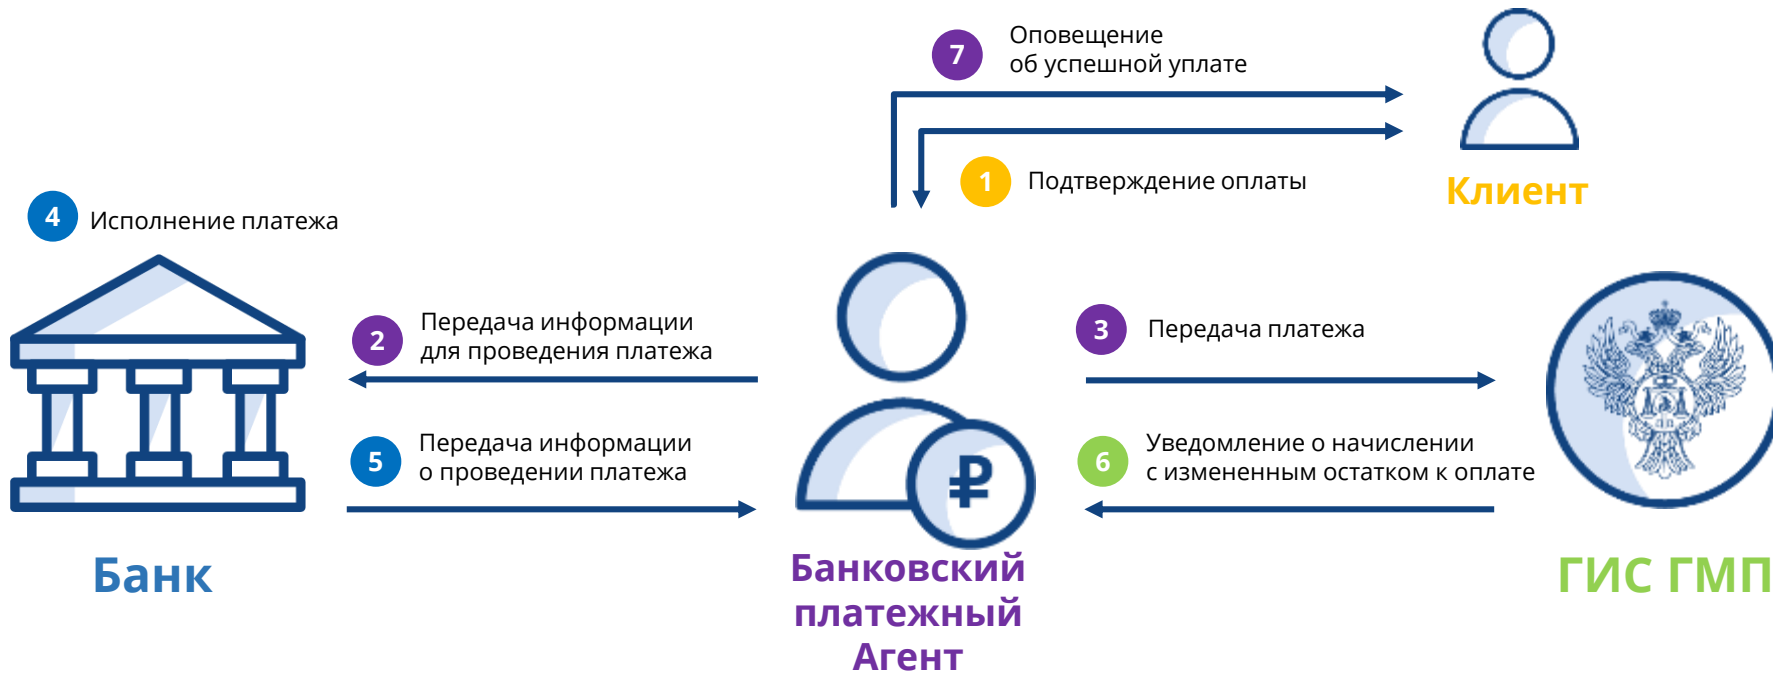 7
Оповещение
об успешной уплате
1
Подтверждение оплаты
Клиент
4
Исполнение платежа
2
Передача информации
для проведения платежа
3
Передача платежа
5
Передача информации
о проведении платежа
6
Уведомление о начислении
с измененным остатком к оплате
Банк
Банковский
платежный
Агент
ГИС ГМП